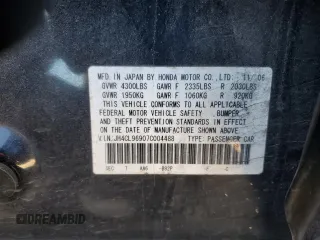 MFD. IN JAPAN BY HONDA MOTOR CO., LTD. 11/06
GVWR 4300LBS GAWR F 2335LBS R 2030LBS
GVWR 1950KG GAWR F 1060KG R 920KG
THIS VEHICLE CONFORMS TO ALL APPLICABLE
FEDERAL MOTOR VEHICLE SAFETY, BUMPER,
AND THEFT PREVENTION STANDARDS IN EFFECT
ON THE DATE OF MANUFACTURE SHOWN ABOVE.
V.I.N. JH4CL96907C004488 TYPE: PASSENGER CAR
DREAMBID